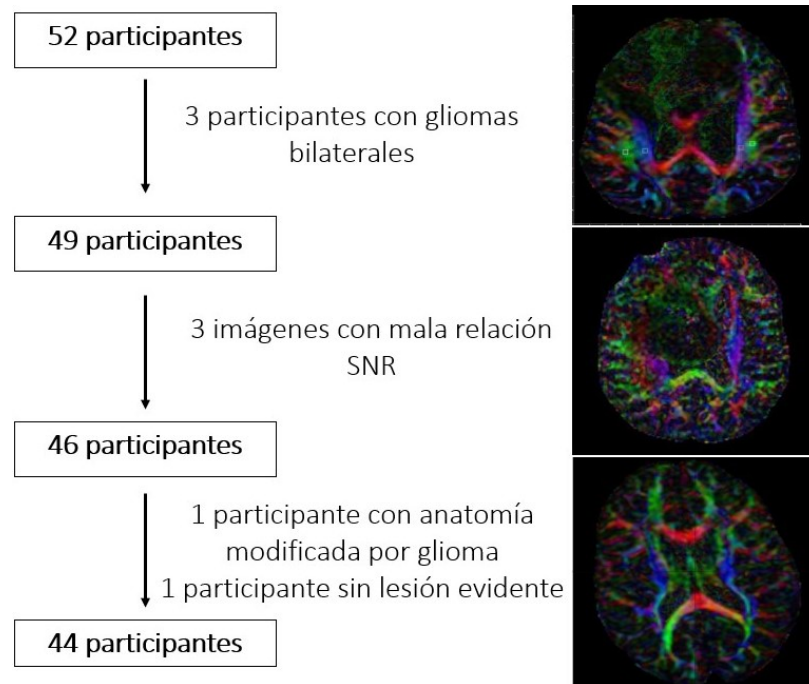 52 participantes
3 participantes con gliomas
bilaterales
49 participantes
3 imágenes con mala relación
SNR
46 participantes
1 participante con anatomía
modificada por glioma
1 participante sin lesión evidente
44 participantes